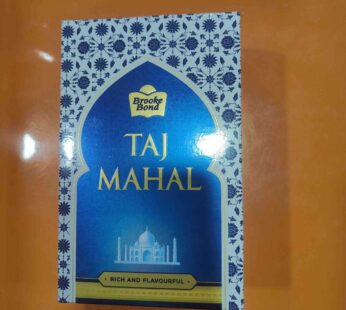 Brooke
Bond
TAJ
MAHAL
RICH AND FLAVOURFUL